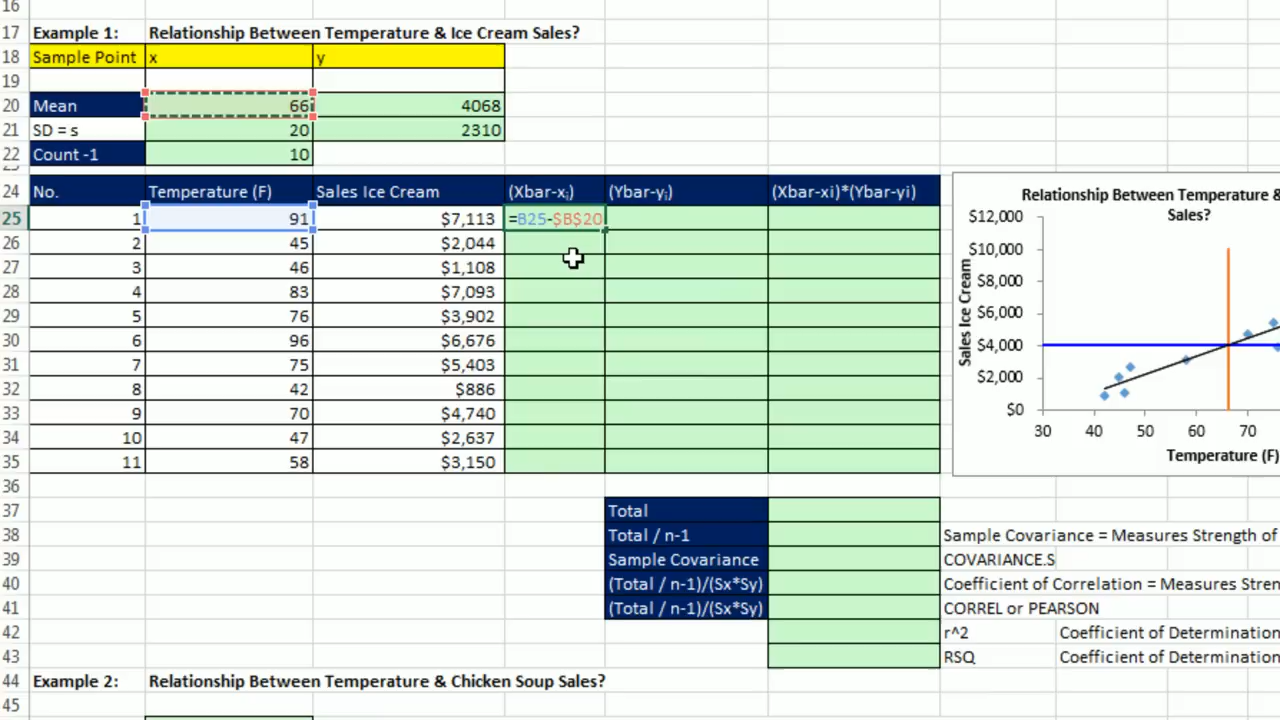 16
17 Example 1: Relationship Between Temperature & Ice Cream Sales?
18 Sample Point x y
19
20 Mean 66 4068
21 SD = s 20 2310
22 Count -1 10
24 No. Temperature (F) Sales Ice Cream (Xbar-xi) (Ybar-yi) (Xbar-xi)*(Ybar-yi)
25 1 91 $7,113 =B25-$B$20
26 2 45 $2,044
27 3 46 $1,108
28 4 83 $7,093
29 5 76 $3,902
30 6 96 $6,676
31 7 75 $5,403
32 8 42 $886
33 9 70 $4,740
34 10 47 $2,637
35 11 58 $3,150
36
37 Total
38 Total / n-1 Sample Covariance = Measures Strength of
39 Sample Covariance COVARIANCE.S
40 (Total / n-1)/(Sx*Sy) Coefficient of Correlation = Measures Stren
41 (Total / n-1)/(Sx*Sy) CORREL or PEARSON
42 r^2 Coefficient of Determination
43 RSQ Coefficient of Determination
44 Example 2: Relationship Between Temperature & Chicken Soup Sales?
45
Relationship Between Temperature &
Sales?
$12,000
$10,000
$8,000
$6,000
$4,000
$2,000
$0
Sales Ice Cream
30 40 50 60 70
Temperature (F)